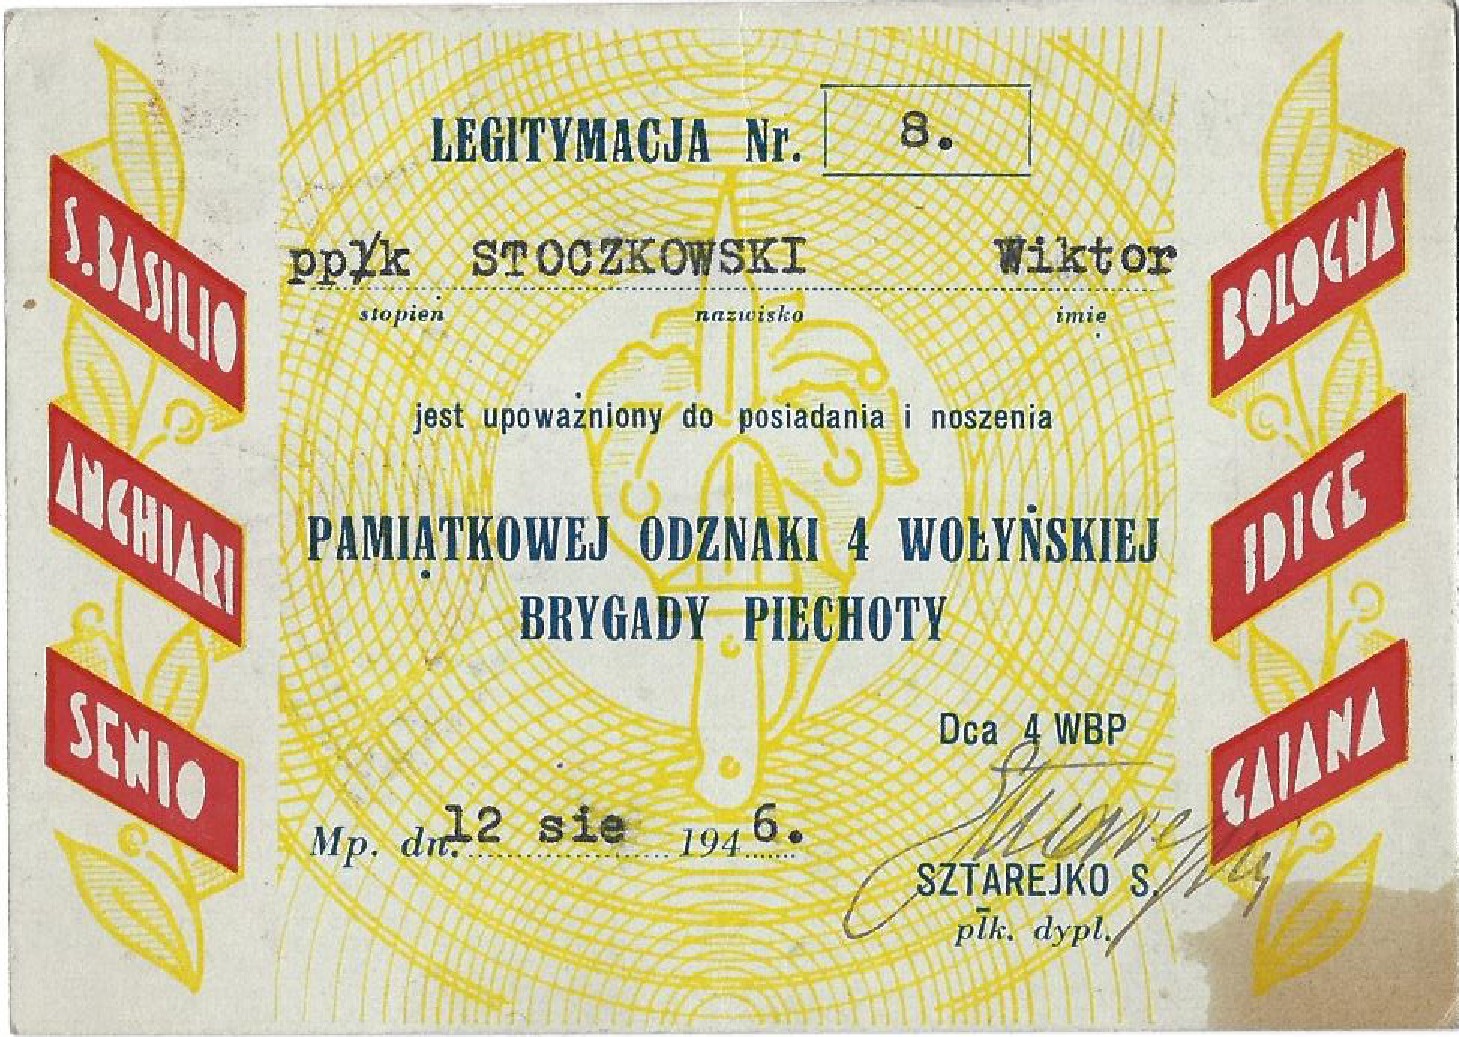 LEGITYMACJA Nr. 8.
ppłk STOCZKOWSKI Wiktor
stopień nazwisko imię
jest upoważniony do posiadania i noszenia
PAMIĄTKOWEJ ODZNAKI 4 WOŁYŃSKIEJ
BRYGADY PIECHOTY
Dca 4 WBP
Mp. dn. 12 sie 1946.
SZTAREJKO S.
płk. dypl.
S. BASILIO
ANGHIARI
SENIO
BOLOGNA
IDICE
GAIANA